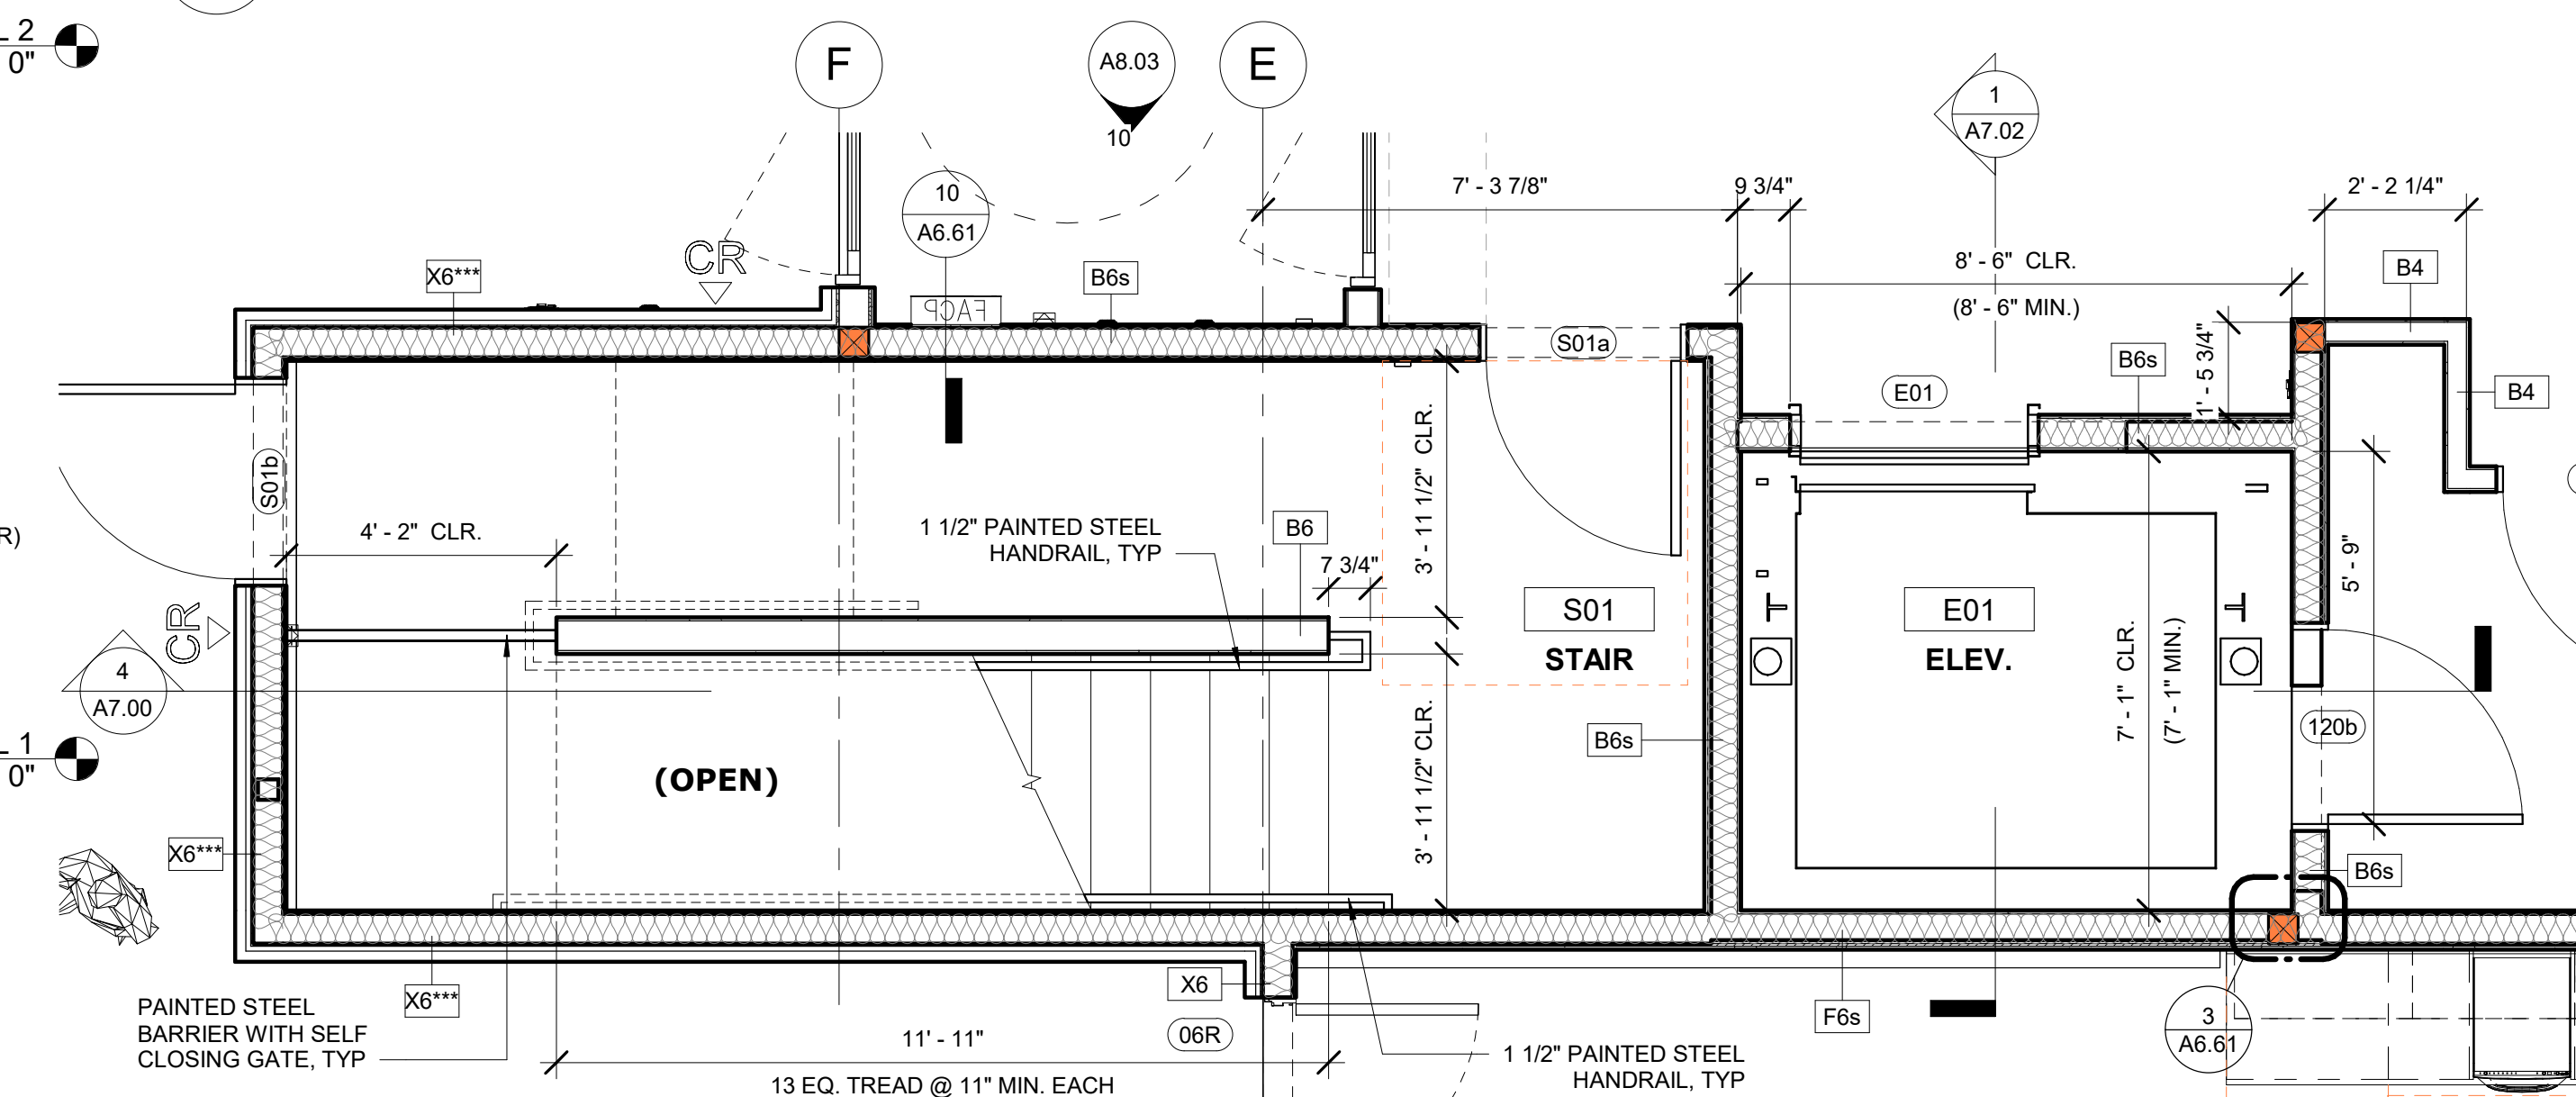 L 2
0"
F
A8.03
10
E
1
A7.02
10
A6.61
7' - 3 7/8"
9 3/4"
2' - 2 1/4"
8' - 6" CLR.
(8' - 6" MIN.)
X6***
CR
B6s
FACP
B4
S01a
1' - 5 3/4"
B6s
E01
B4
S01b
3' - 11 1/2" CLR.
R)
4' - 2" CLR.
1 1/2" PAINTED STEEL
HANDRAIL, TYP
B6
7 3/4"
5' - 9"
CR
S01
STAIR
E01
ELEV.
7' - 1" CLR.
(7' - 1" MIN.)
4
A7.00
L 1
0"
(OPEN)
3' - 11 1/2" CLR.
B6s
120b
X6***
B6s
X6
X6***
PAINTED STEEL
BARRIER WITH SELF
CLOSING GATE, TYP
06R
F6s
3
A6.61
11' - 11"
13 EQ. TREAD @ 11" MIN. EACH
1 1/2" PAINTED STEEL
HANDRAIL, TYP